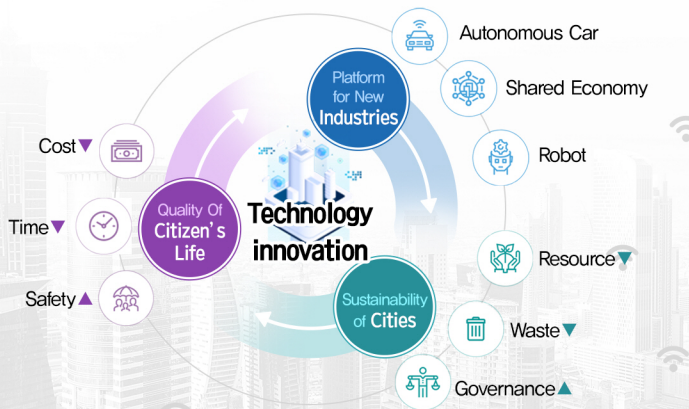 Autonomous Car
Platform
for New
Industries
Shared Economy
Cost▼
Robot
Quality Of
Citizen's
Life
Technology
innovation
Time▼
Resource▼
Safety▲
Sustainability
of Cities
Waste▼
Governance▲